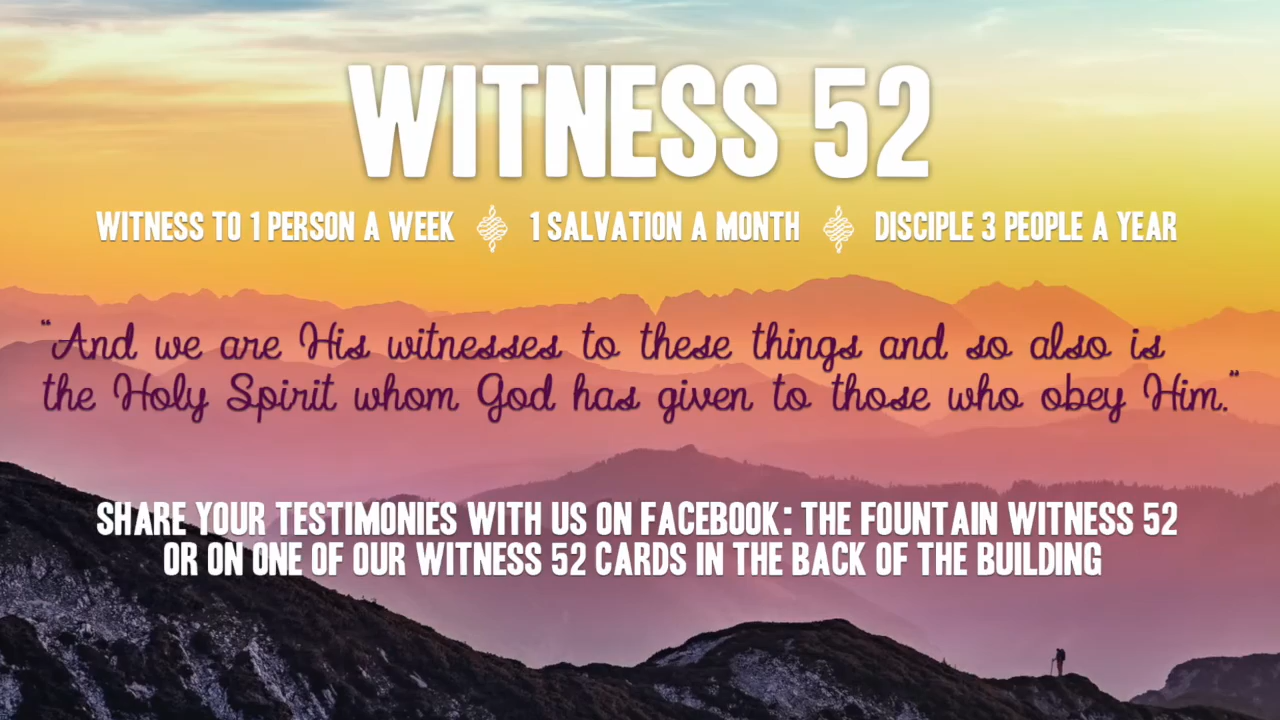 WITNESS 52
WITNESS TO 1 PERSON A WEEK 1 SALVATION A MONTH DISCIPLE 3 PEOPLE A YEAR
“And we are His witnesses to these things and so also is
the Holy Spirit whom God has given to those who obey Him.”
SHARE YOUR TESTIMONIES WITH US ON FACEBOOK: THE FOUNTAIN WITNESS 52
OR ON ONE OF OUR WITNESS 52 CARDS IN THE BACK OF THE BUILDING